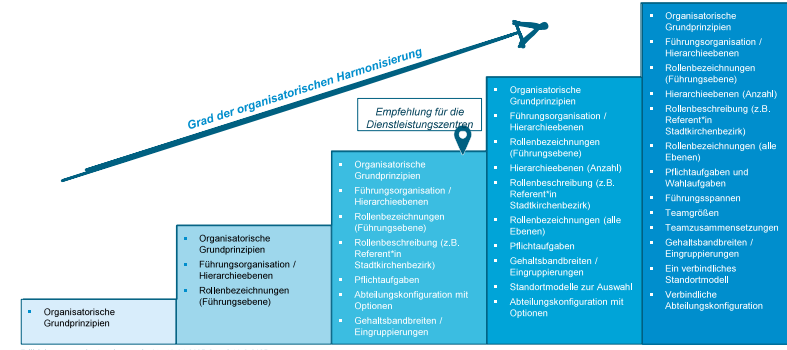 Grad der organisatorischen Harmonisierung
Empfehlung für die
Dienstleistungszentren
Organisatorische
Grundprinzipien
Organisatorische
Grundprinzipien
Führungsorganisation /
Hierarchieebenen
Rollenbezeichnungen
(Führungsebene)
Organisatorische
Grundprinzipien
Führungsorganisation /
Hierarchieebenen
Rollenbezeichnungen
(Führungsebene)
Rollenbeschreibung (z.B.
Referent*in
Stadtkirchenbezirk)
Pflichtaufgaben
Abteilungskonfiguration mit
Optionen
Gehaltsbandbreiten /
Eingruppierungen
Organisatorische
Grundprinzipien
Führungsorganisation /
Hierarchieebenen
Rollenbezeichnungen
(Führungsebene)
Hierarchieebenen (Anzahl)
Rollenbeschreibung (z.B.
Referent*in
Stadtkirchenbezirk)
Rollenbezeichnungen (alle
Ebenen)
Pflichtaufgaben
Gehaltsbandbreiten /
Eingruppierungen
Standortmodelle zur Auswahl
Abteilungskonfiguration mit
Optionen
Organisatorische
Grundprinzipien
Führungsorganisation /
Hierarchieebenen
Rollenbezeichnungen
(Führungsebene)
Hierarchieebenen (Anzahl)
Rollenbeschreibung (z.B.
Referent*in
Stadtkirchenbezirk)
Rollenbezeichnungen (alle
Ebenen)
Pflichtaufgaben und
Wahlaufgaben
Führungsspannen
Teamgrößen
Teamzusammensetzungen
Gehaltsbandbreiten /
Eingruppierungen
Ein verbindliches
Standortmodell
Verbindliche
Abteilungskonfiguration